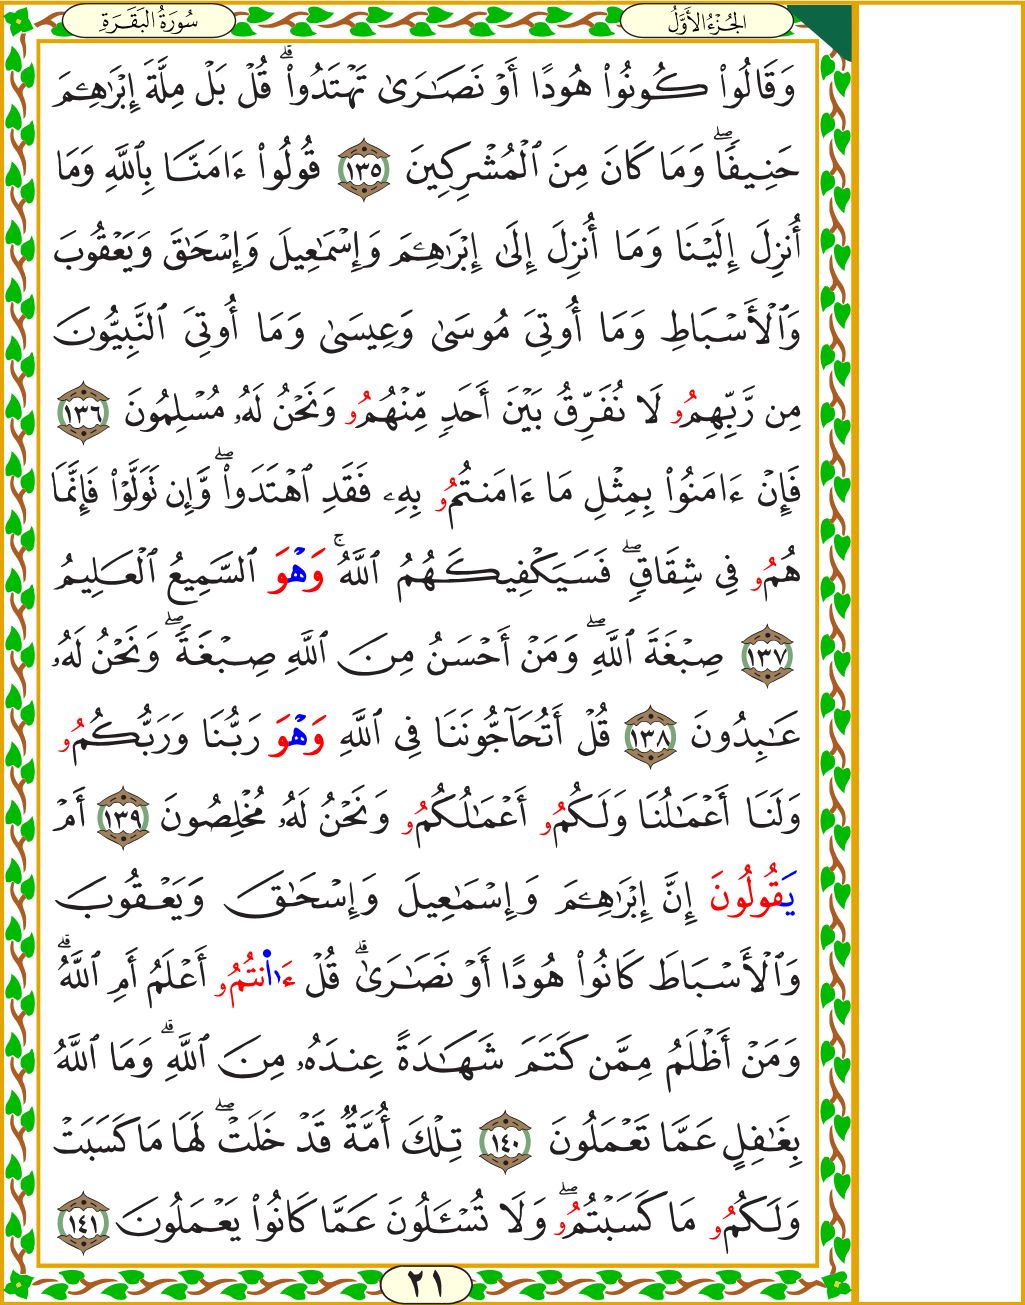 سُورَةُ البَقَرَةِ
الجُزْءُ الأَوَّلُ
وَقَالُوا۟ كُونُوا۟ هُودًا أَوْ نَصَـٰرَىٰ تَهْتَدُوا۟ ۗ قُلْ بَلْ مِلَّةَ إِبْرَٰهِـۧمَ
حَنِيفًا ۖ وَمَا كَانَ مِنَ ٱلْمُشْرِكِينَ ١٣٥ قُولُوٓا۟ ءَامَنَّا بِٱللَّهِ وَمَا
أُنزِلَ إِلَيْنَا وَمَا أُنزِلَ إِلَىٰ إِبْرَٰهِـۧمَ وَإِسْمَـٰعِيلَ وَإِسْحَـٰقَ وَيَعْقُوبَ
وَٱلْأَسْبَاطِ وَمَا أُوتِىَ مُوسَىٰ وَعِيسَىٰ وَمَا أُوتِىَ ٱلنَّبِيُّونَ
مِن رَّبِّهِمُۥ لَا نُفَرِّقُ بَيْنَ أَحَدٍ مِّنْهُمُۥ وَنَحْنُ لَهُۥ مُسْلِمُونَ ١٣٦
فَإِنْ ءَامَنُوا۟ بِمِثْلِ مَا ءَامَنتُمُۥ بِهِۦ فَقَدِ ٱهْتَدَوا۟ ۖ وَّإِن تَوَلَّوْا۟ فَإِنَّمَا
هُمُۥ فِى شِقَاقٍ ۖ فَسَيَكْفِيكَهُمُ ٱللَّهُ ۚ وَهْوَ ٱلسَّمِيعُ ٱلْعَلِيمُ
١٣٧ صِبْغَةَ ٱللَّهِ ۖ وَمَنْ أَحْسَنُ مِنَ ٱللَّهِ صِبْغَةً ۖ وَنَحْنُ لَهُۥ
عَـٰبِدُونَ ١٣٨ قُلْ أَتُحَآجُّونَنَا فِى ٱللَّهِ وَهْوَ رَبُّنَا وَرَبُّكُمُۥ
وَلَنَا أَعْمَـٰلُنَا وَلَكُمُۥ أَعْمَـٰلُكُمُۥ وَنَحْنُ لَهُۥ مُخْلِصُونَ ١٣٩ أَمْ
يَقُولُونَ إِنَّ إِبْرَٰهِـۧمَ وَإِسْمَـٰعِيلَ وَإِسْحَـٰقَ وَيَعْقُوبَ
وَٱلْأَسْبَاطَ كَانُوا۟ هُودًا أَوْ نَصَـٰرَىٰ ۗ قُلْ ءَا۬نتُمُۥ أَعْلَمُ أَمِ ٱللَّهُ ۗ
وَمَنْ أَظْلَمُ مِمَّن كَتَمَ شَهَـٰدَةً عِندَهُۥ مِنَ ٱللَّهِ ۗ وَمَا ٱللَّهُ
بِغَـٰفِلٍ عَمَّا تَعْمَلُونَ ١٤٠ تِلْكَ أُمَّةٌ قَدْ خَلَتْ ۖ لَهَا مَا كَسَبَتْ
وَلَكُمُۥ مَا كَسَبْتُمُۥ ۖ وَلَا تُسْـَٔلُونَ عَمَّا كَانُوا۟ يَعْمَلُونَ ١٤١
٢١